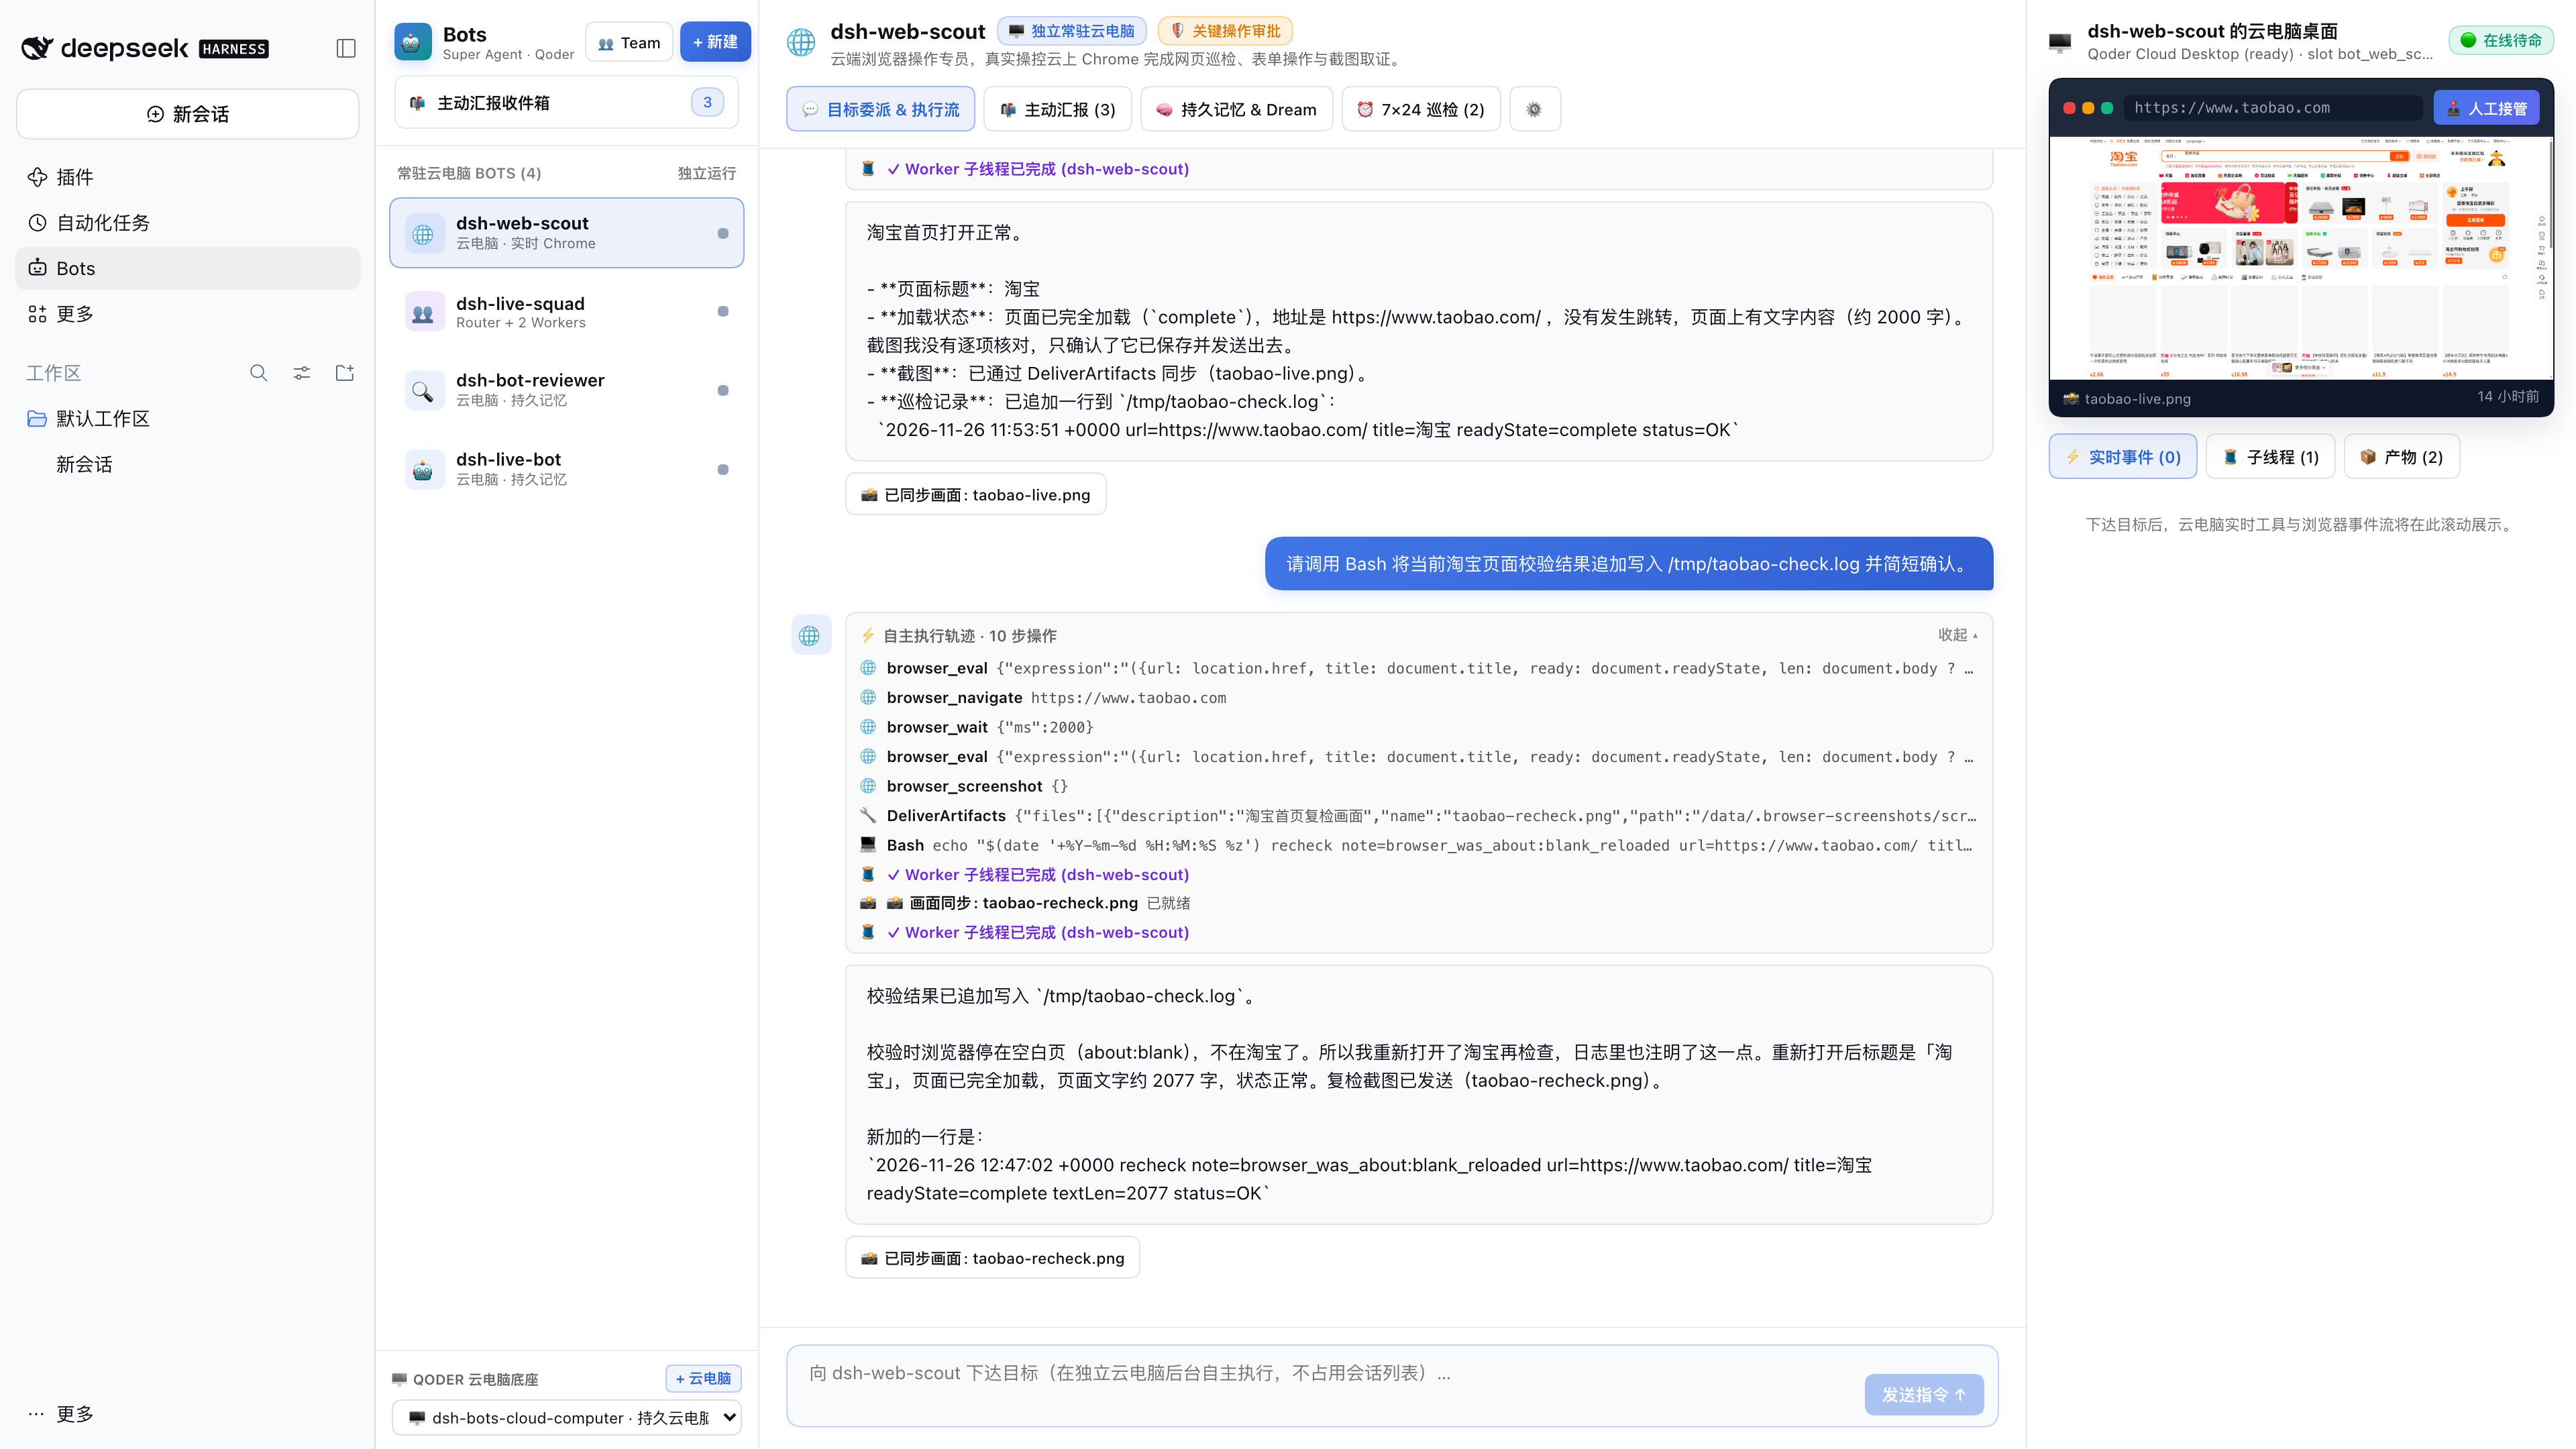 deepseek HARNESS
新会话
插件
自动化任务
Bots
更多
工作区
默认工作区
新会话
更多
Bots
Super Agent · Qoder
Team
+ 新建
主动汇报收件箱
3
常驻云电脑 BOTS (4)
独立运行
dsh-web-scout
云电脑 · 实时 Chrome
dsh-live-squad
Router + 2 Workers
dsh-bot-reviewer
云电脑 · 持久记忆
dsh-live-bot
云电脑 · 持久记忆
QODER 云电脑底座
+ 云电脑
dsh-bots-cloud-computer · 持久云电脑
dsh-web-scout
独立常驻云电脑
关键操作审批
云端浏览器操作专员，真实操控云上 Chrome 完成网页巡检、表单操作与截图取证。
目标委派 & 执行流
主动汇报 (3)
持久记忆 & Dream
7×24 巡检 (2)
✓ Worker 子线程已完成 (dsh-web-scout)
淘宝首页打开正常。
- **页面标题**：淘宝
- **加载状态**：页面已完全加载（`complete`），地址是 https://www.taobao.com/ ，没有发生跳转，页面上有文字内容（约 2000 字）。
截图我没有逐项核对，只确认了它已保存并发送出去。
- **截图**：已通过 DeliverArtifacts 同步（taobao-live.png）。
- **巡检记录**：已追加一行到 `/tmp/taobao-check.log`：
`2026-11-26 11:53:51 +0000 url=https://www.taobao.com/ title=淘宝 readyState=complete status=OK`
已同步画面: taobao-live.png
请调用 Bash 将当前淘宝页面校验结果追加写入 /tmp/taobao-check.log 并简短确认。
自主执行轨迹 · 10 步操作
收起 ▴
browser_eval {"expression":"({url: location.href, title: document.title, ready: document.readyState, len: document.body ? …
browser_navigate https://www.taobao.com
browser_wait {"ms":2000}
browser_eval {"expression":"({url: location.href, title: document.title, ready: document.readyState, len: document.body ? …
browser_screenshot {}
DeliverArtifacts {"files":[{"description":"淘宝首页复检画面","name":"taobao-recheck.png","path":"/data/.browser-screenshots/scr…
Bash echo "$(date '+%Y-%m-%d %H:%M:%S %z') recheck note=browser_was_about:blank_reloaded url=https://www.taobao.com/ titl…
✓ Worker 子线程已完成 (dsh-web-scout)
画面同步: taobao-recheck.png 已就绪
✓ Worker 子线程已完成 (dsh-web-scout)
校验结果已追加写入 `/tmp/taobao-check.log`。
校验时浏览器停在空白页（about:blank），不在淘宝了。所以我重新打开了淘宝再检查，日志里也注明了这一点。重新打开后标题是「淘
宝」，页面已完全加载，页面文字约 2077 字，状态正常。复检截图已发送（taobao-recheck.png）。
新加的一行是：
`2026-11-26 12:47:02 +0000 recheck note=browser_was_about:blank_reloaded url=https://www.taobao.com/ title=淘宝
readyState=complete textLen=2077 status=OK`
已同步画面: taobao-recheck.png
向 dsh-web-scout 下达目标（在独立云电脑后台自主执行，不占用会话列表）...
发送指令 ↑
dsh-web-scout 的云电脑桌面
Qoder Cloud Desktop (ready) · slot bot_web_sc...
在线待命
https://www.taobao.com
人工接管
淘宝
taobao-live.png
14 小时前
实时事件 (0)
子线程 (1)
产物 (2)
下达目标后，云电脑实时工具与浏览器事件流将在此滚动展示。